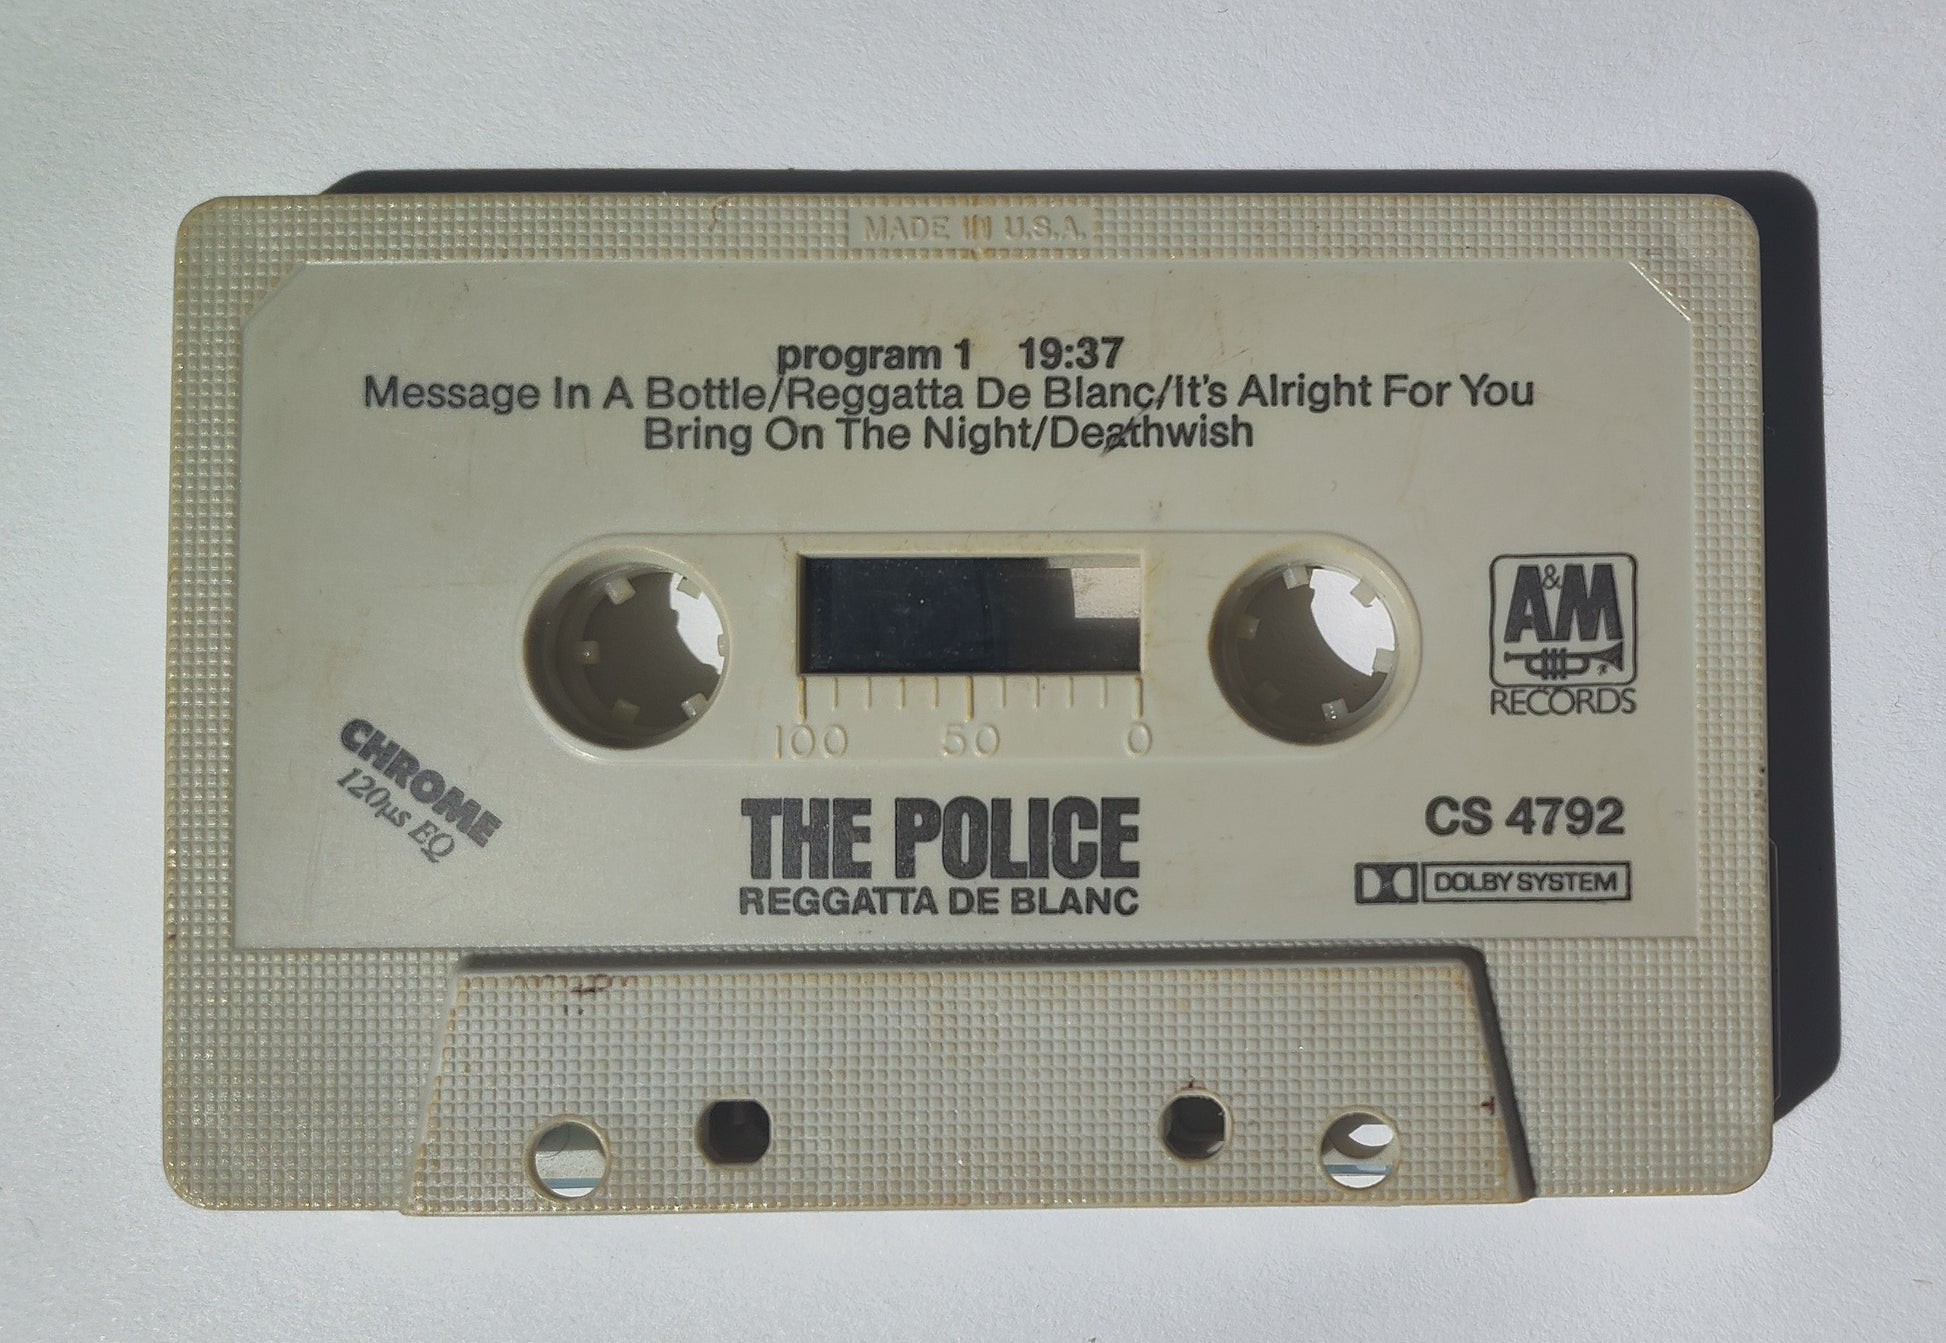 MADE IN U.S.A.
program 1 19:37
Message In A Bottle/Reggatta De Blanc/It's Alright For You
Bring On The Night/Deathwish
A&M
RECORDS
100 50 0
CHROME
120µs EQ
THE POLICE
REGGATTA DE BLANC
CS 4792
DOLBY SYSTEM